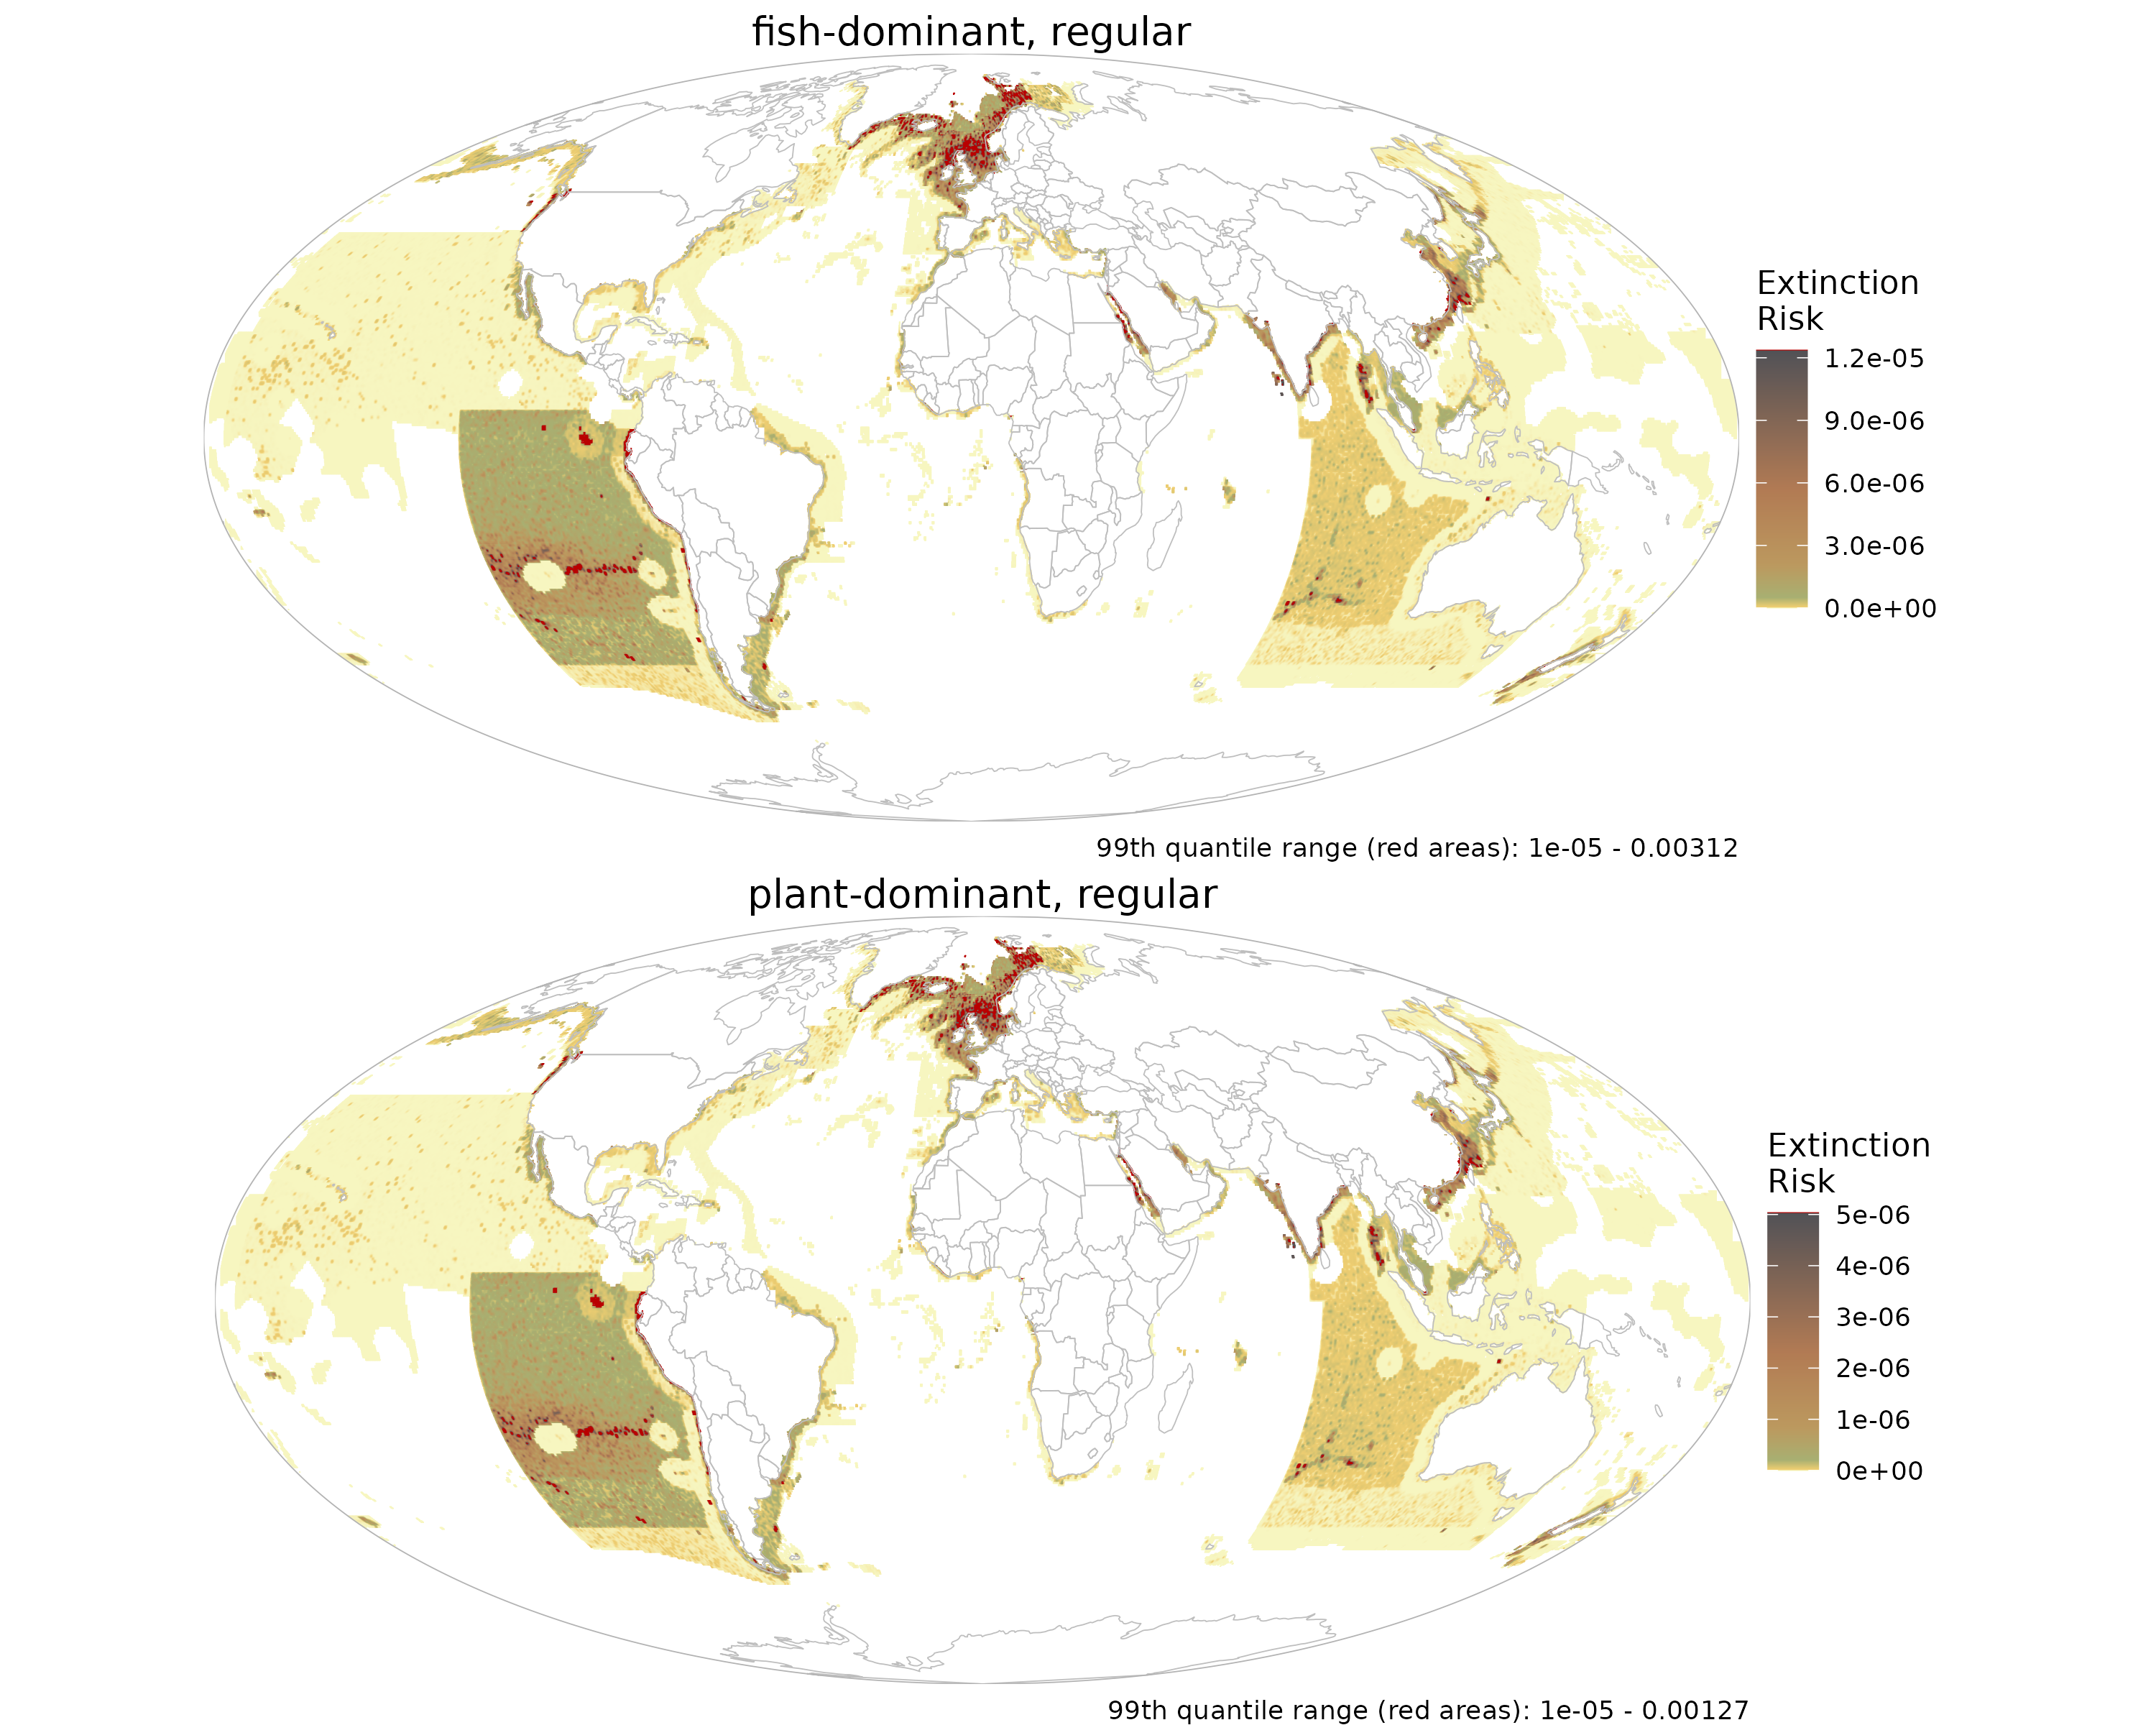 fish-dominant, regular
Extinction
Risk
1.2e-05
9.0e-06
6.0e-06
3.0e-06
0.0e+00
99th quantile range (red areas): 1e-05 - 0.00312
plant-dominant, regular
Extinction
Risk
5e-06
4e-06
3e-06
2e-06
1e-06
0e+00
99th quantile range (red areas): 1e-05 - 0.00127